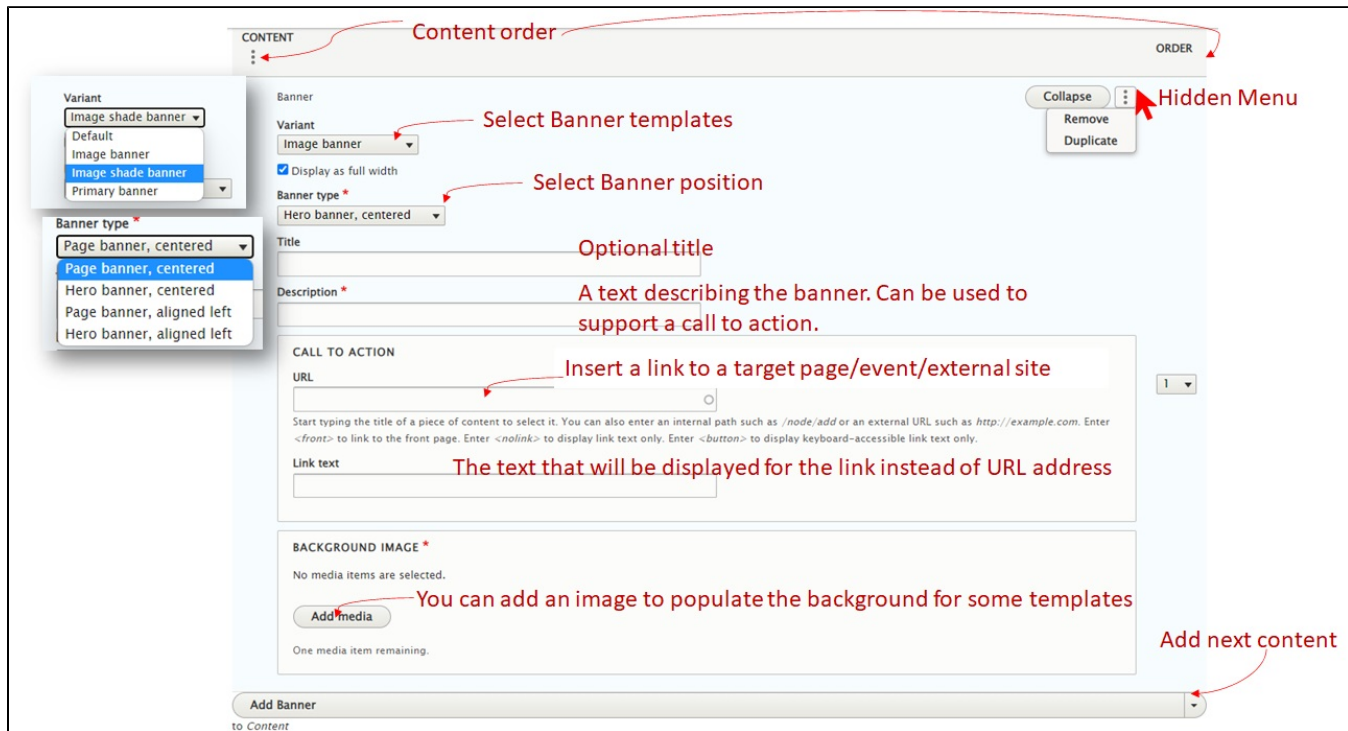 CONTENT
Content order
ORDER
Variant
Image shade banner
Default
Image banner
Image shade banner
Primary banner
Banner type *
Page banner, centered
Page banner, centered
Hero banner, centered
Page banner, aligned left
Hero banner, aligned left
Banner
Collapse
Hidden Menu
Remove
Duplicate
Variant
Select Banner templates
Image banner
Display as full width
Select Banner position
Banner type *
Hero banner, centered
Title
Optional title
Description *
A text describing the banner. Can be used to
support a call to action.
CALL TO ACTION
Insert a link to a target page/event/external site
URL
1
Start typing the title of a piece of content to select it. You can also enter an internal path such as /node/add or an external URL such as http://example.com. Enter
<front> to link to the front page. Enter <nolink> to display link text only. Enter <button> to display keyboard-accessible link text only.
Link text
The text that will be displayed for the link instead of URL address
BACKGROUND IMAGE *
No media items are selected.
You can add an image to populate the background for some templates
Add media
One media item remaining.
Add next content
Add Banner
to Content